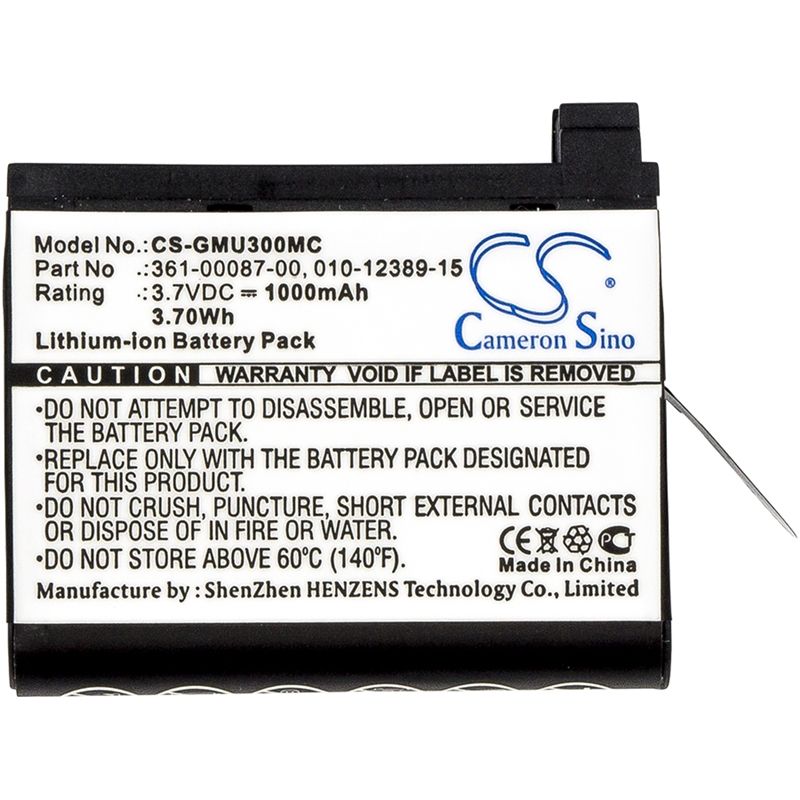 Model No.: CS-GMU300MC
Part No .: 361-00087-00, 010-12389-15
Rating .: 3.7VDC ⎓ 1000mAh
3.70Wh
Lithium-ion Battery Pack
CS ®
Cameron Sino
CAUTION WARRANTY VOID IF LABEL IS REMOVED
•DO NOT ATTEMPT TO DISASSEMBLE, OPEN OR SERVICE
THE BATTERY PACK.
•REPLACE ONLY WITH THE BATTERY PACK DESIGNATED
FOR THIS PRODUCT.
•DO NOT CRUSH, PUNCTURE, SHORT EXTERNAL CONTACTS
OR DISPOSE OF IN FIRE OR WATER.
•DO NOT STORE ABOVE 60°C (140°F).
CE PC
Made In China
Manufacture by : ShenZhen HENZENS Technology Co., Limited